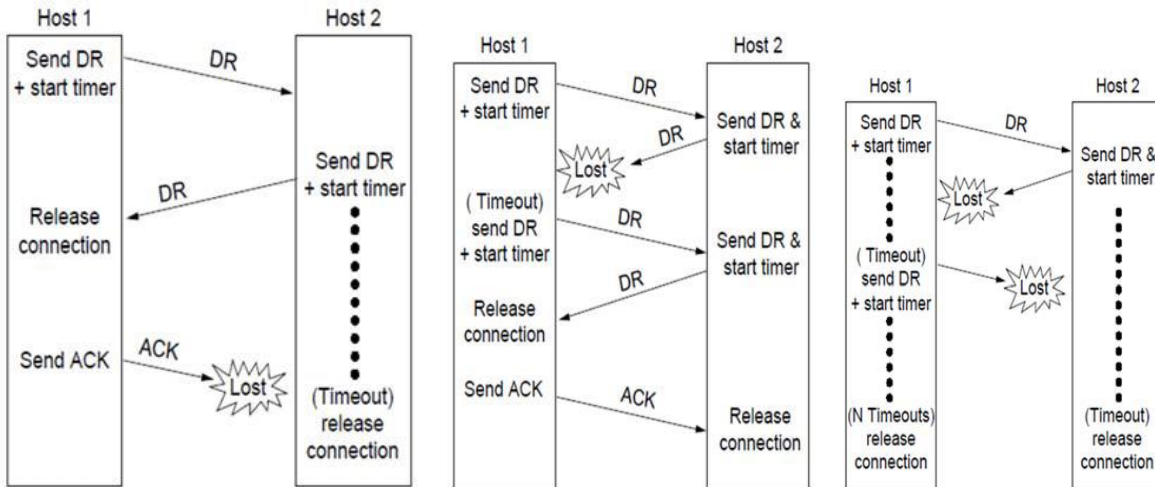 Host 1
Host 2
Send DR
+ start timer
DR
Send DR
+ start timer
DR
Release
connection
Send ACK
ACK
Lost
(Timeout)
release
connection
Host 1
Host 2
Send DR
+ start timer
DR
Send DR &
start timer
DR
Lost
( Timeout)
send DR
+ start timer
DR
Send DR &
start timer
DR
Release
connection
Send ACK
ACK
Release
connection
Host 1
Host 2
Send DR
+ start timer
DR
Send DR &
start timer
Lost
( Timeout)
send DR
+ start timer
Lost
(N Timeouts)
release
connection
(Timeout)
release
connection